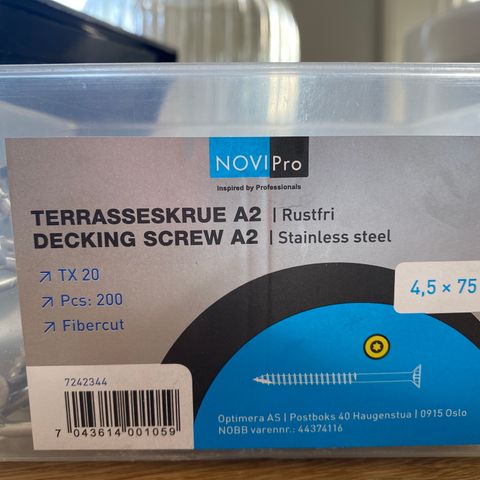 NOVIPro
Inspired by Professionals
TERRASSESKRUE A2 | Rustfri
DECKING SCREW A2 | Stainless steel
TX 20
Pcs: 200
Fibercut
4,5 × 75
7242344
7 043614 001059
Optimera AS | Postboks 40 Haugenstua | 0915 Oslo
NOBB varennr.: 44374116